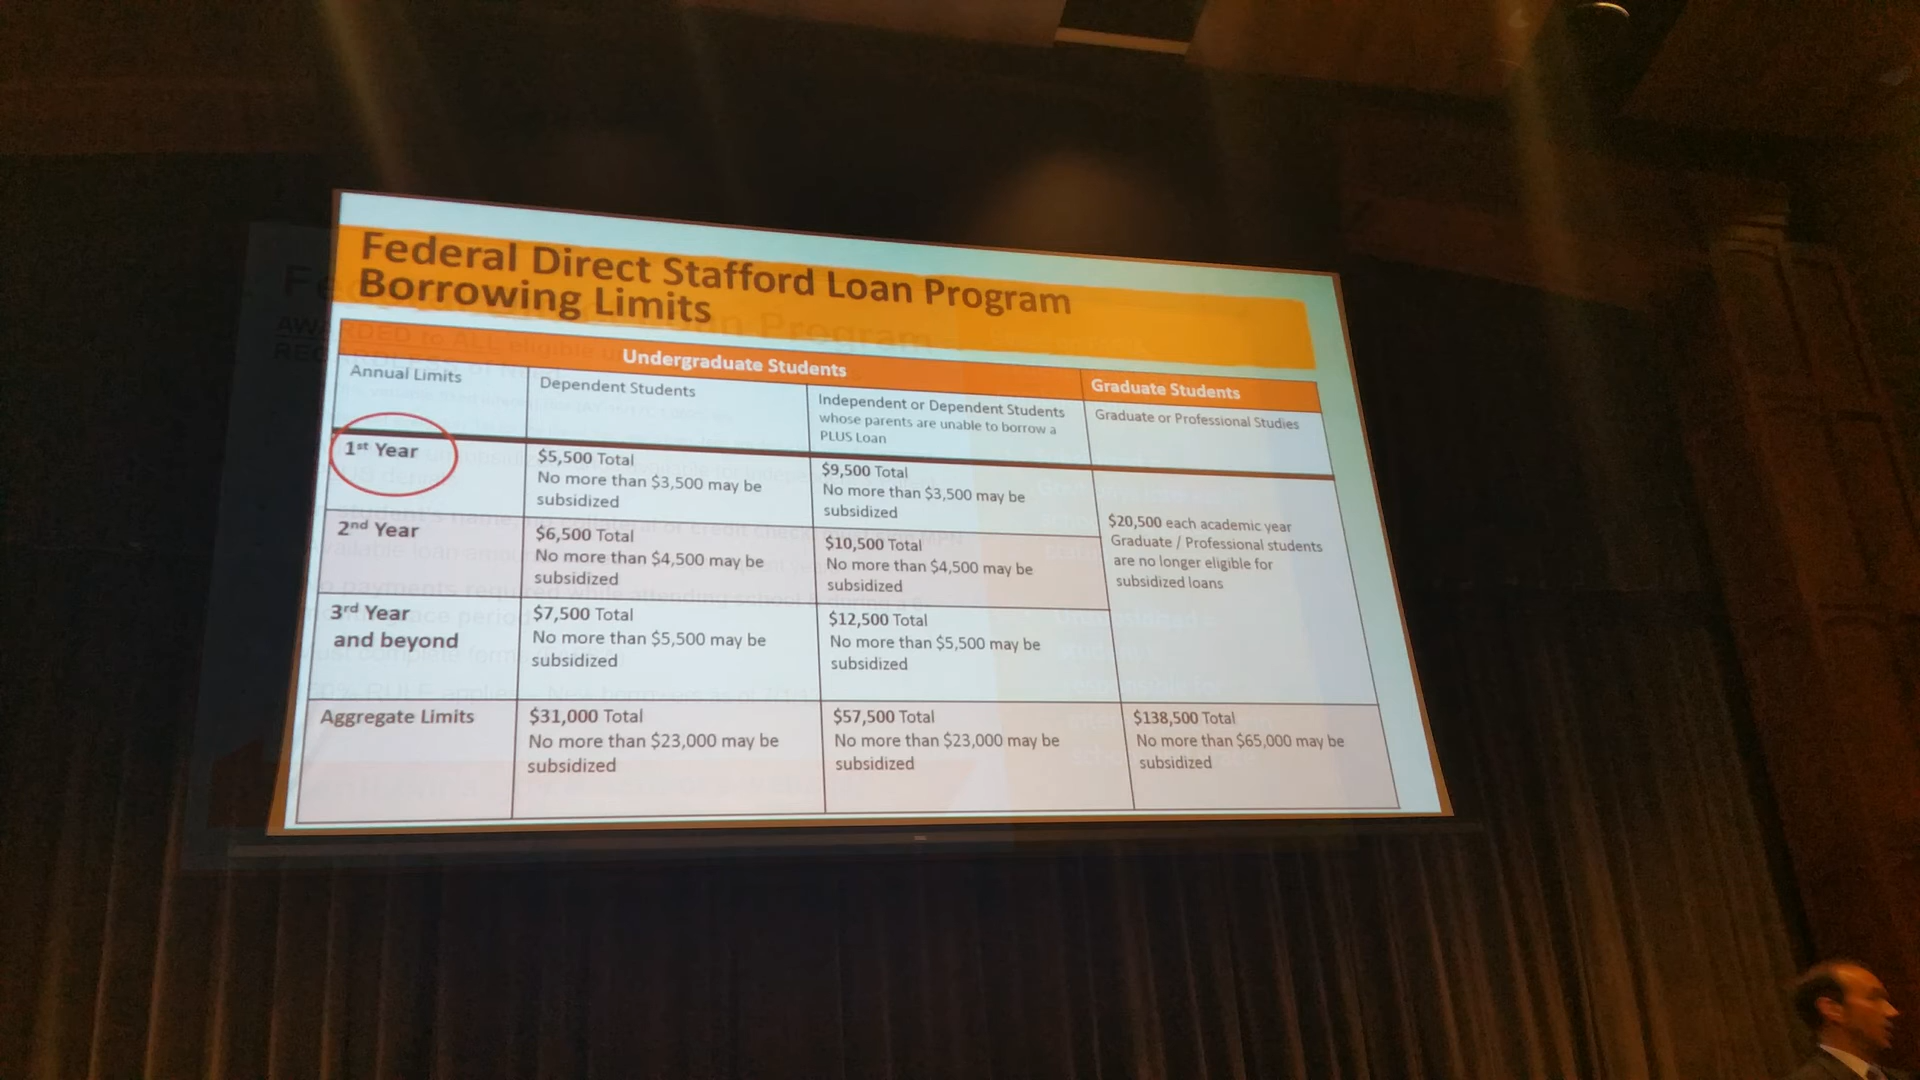 Federal Direct Stafford Loan Program
Borrowing Limits
Undergraduate Students
Graduate Students
Annual Limits
Dependent Students
Independent or Dependent Students
whose parents are unable to borrow a
PLUS Loan
Graduate or Professional Studies
1st Year
$5,500 Total
No more than $3,500 may be
subsidized
$9,500 Total
No more than $3,500 may be
subsidized
$20,500 each academic year
Graduate / Professional students
are no longer eligible for
subsidized loans
2nd Year
$6,500 Total
No more than $4,500 may be
subsidized
$10,500 Total
No more than $4,500 may be
subsidized
3rd Year
and beyond
$7,500 Total
No more than $5,500 may be
subsidized
$12,500 Total
No more than $5,500 may be
subsidized
Aggregate Limits
$31,000 Total
No more than $23,000 may be
subsidized
$57,500 Total
No more than $23,000 may be
subsidized
$138,500 Total
No more than $65,000 may be
subsidized